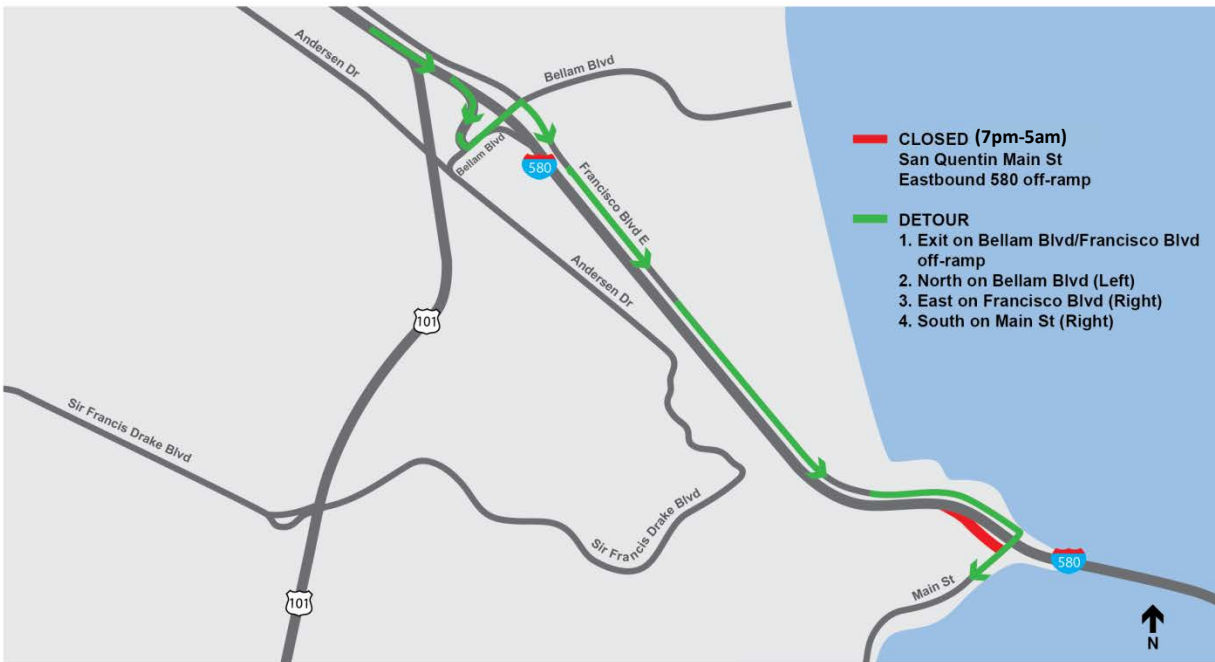 Andersen Dr
Bellam Blvd
Bellam Blvd
580
Francisco Blvd E
Andersen Dr
101
Sir Francis Drake Blvd
Sir Francis Drake Blvd
101
Main St
580
N
CLOSED (7pm-5am)
San Quentin Main St
Eastbound 580 off-ramp
DETOUR
1. Exit on Bellam Blvd/Francisco Blvd
off-ramp
2. North on Bellam Blvd (Left)
3. East on Francisco Blvd (Right)
4. South on Main St (Right)